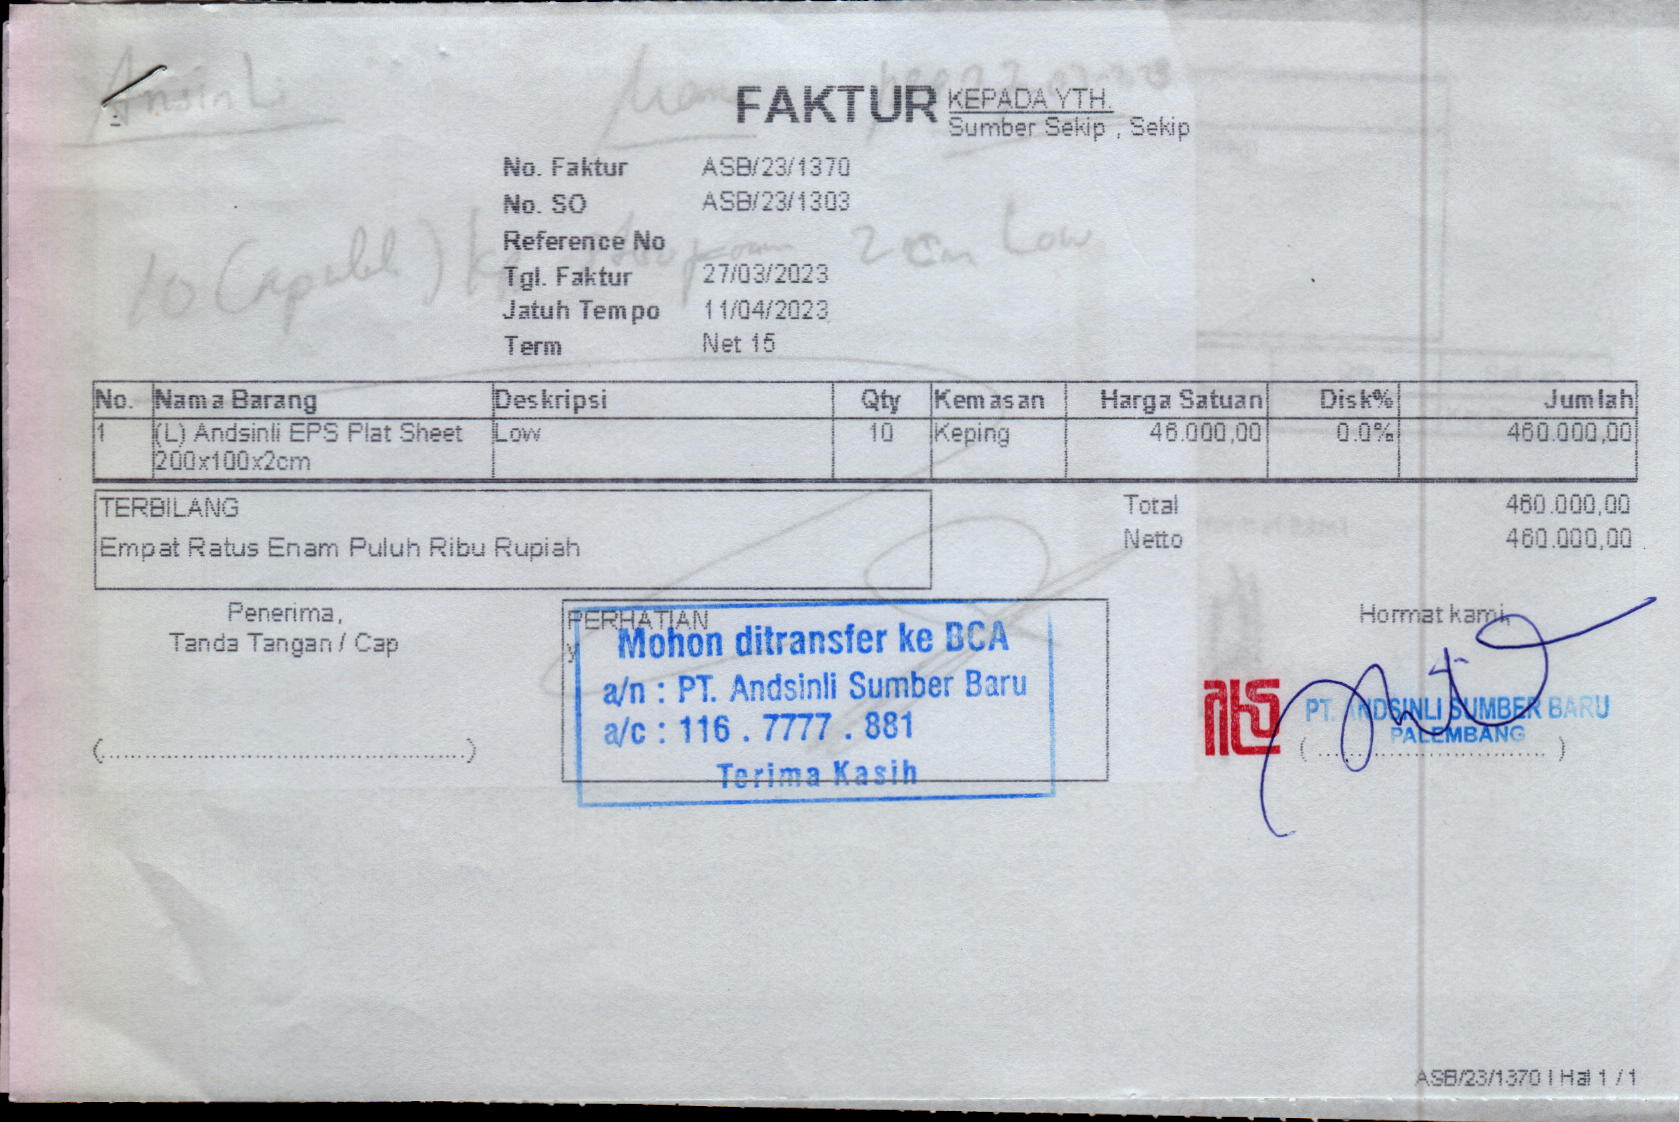 Ansin Li
FAKTUR
KEPADA YTH.
Sumber Sekip , Sekip
No. Faktur ASB/23/1370
No. SO ASB/23/1303
Reference No
Tgl. Faktur 27/03/2023
Jatuh Tempo 11/04/2023
Term Net 15
10 ( ) 2 cm Low
No. Nama Barang Deskripsi Qty Kemasan Harga Satuan Disk% Jumlah
1 (L) Andsinli EPS Plat Sheet Low 10 Keping 46.000,00 0.0% 460.000,00
200x100x2cm
TERBILANG
Empat Ratus Enam Puluh Ribu Rupiah
Total 460.000,00
Netto 460.000,00
Penerima,
Tanda Tangan / Cap
(..............................................)
PERHATIAN
y
Mohon ditransfer ke BCA
a/n : PT. Andsinli Sumber Baru
a/c : 116 . 7777 . 881
Terima Kasih
Hormat kami,
PT. ANDSINLI SUMBER BARU
PALEMBANG
(..............................)
ASB/23/1370 | Hal 1 / 1